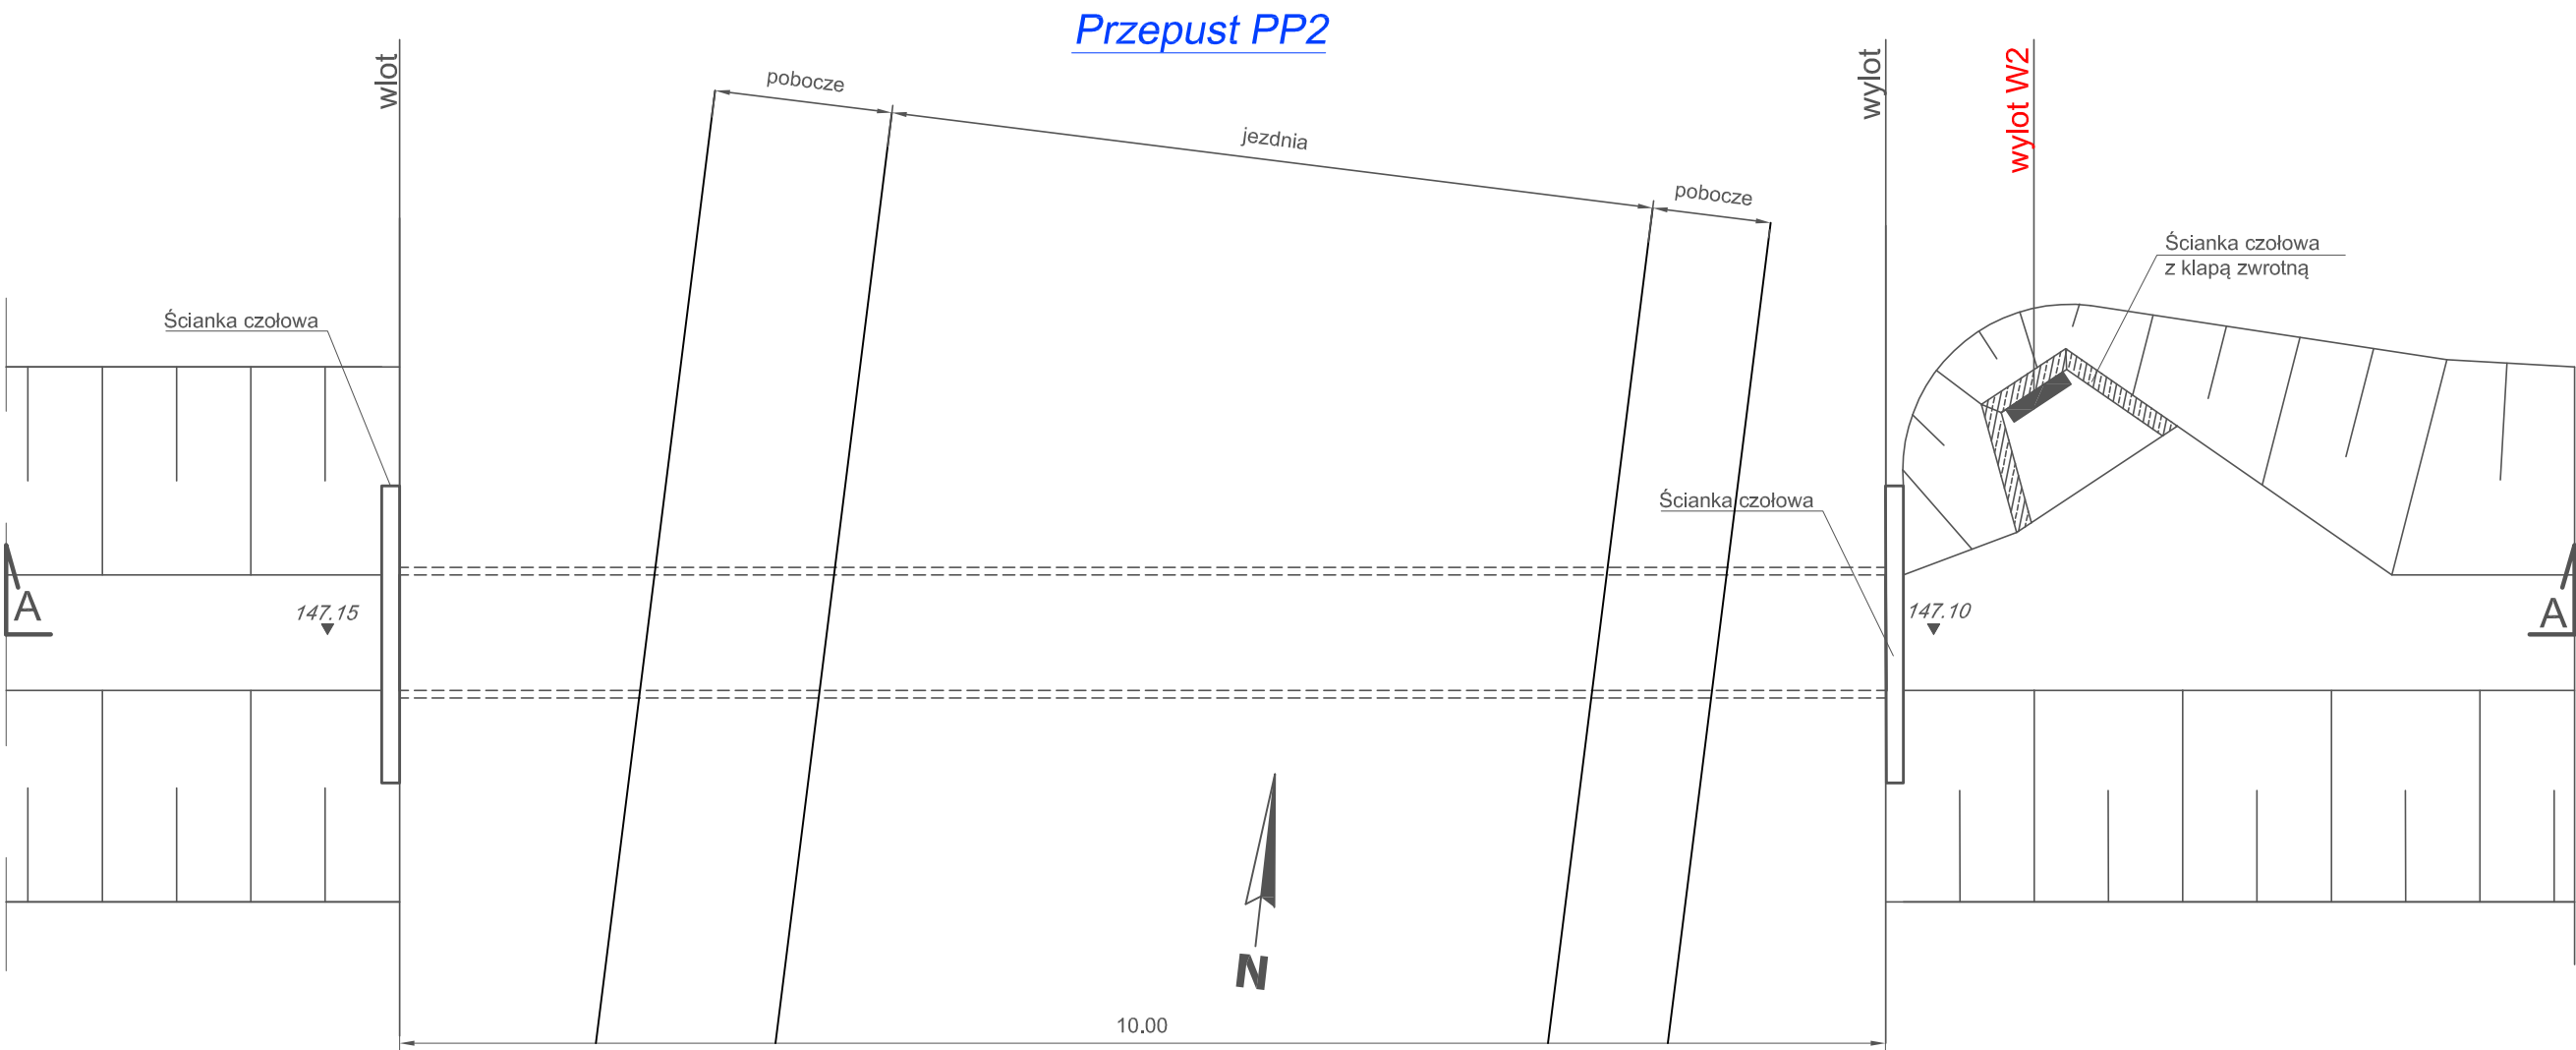 Przepust PP2
wlot
pobocze
jezdnia
pobocze
wylot
wylot W2
Ścianka czołowa
z klapą zwrotną
Ścianka czołowa
Ścianka czołowa
A
147.15
147.10
A
N
10.00